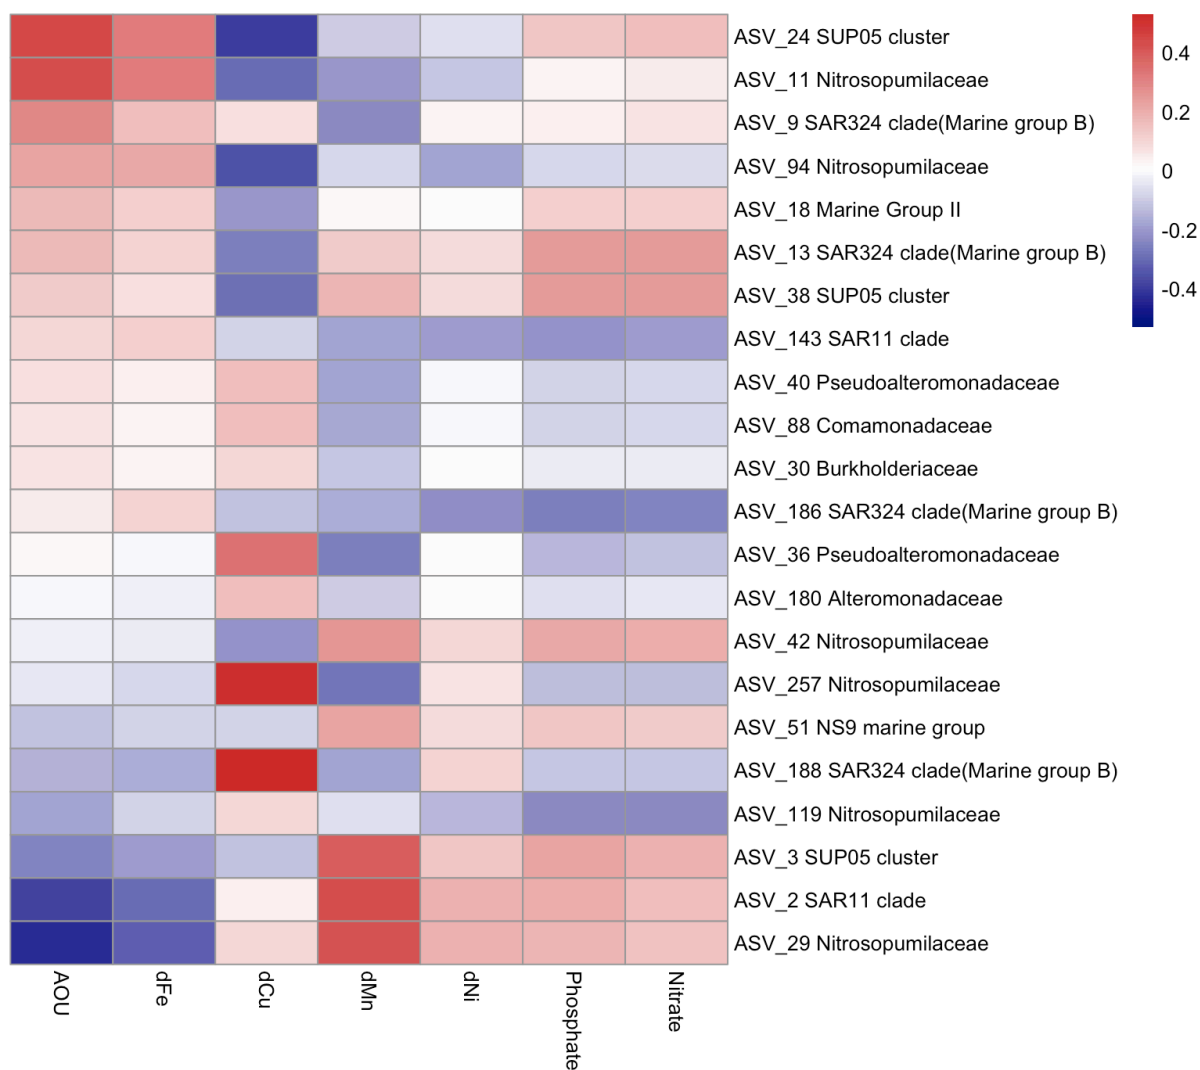 ASV_24 SUP05 cluster
ASV_11 Nitrosopumilaceae
ASV_9 SAR324 clade(Marine group B)
ASV_94 Nitrosopumilaceae
ASV_18 Marine Group II
ASV_13 SAR324 clade(Marine group B)
ASV_38 SUP05 cluster
ASV_143 SAR11 clade
ASV_40 Pseudoalteromonadaceae
ASV_88 Comamonadaceae
ASV_30 Burkholderiaceae
ASV_186 SAR324 clade(Marine group B)
ASV_36 Pseudoalteromonadaceae
ASV_180 Alteromonadaceae
ASV_42 Nitrosopumilaceae
ASV_257 Nitrosopumilaceae
ASV_51 NS9 marine group
ASV_188 SAR324 clade(Marine group B)
ASV_119 Nitrosopumilaceae
ASV_3 SUP05 cluster
ASV_2 SAR11 clade
ASV_29 Nitrosopumilaceae
0.4
0.2
0
-0.2
-0.4
AOU
dFe
dCu
dMn
dNi
Phosphate
Nitrate